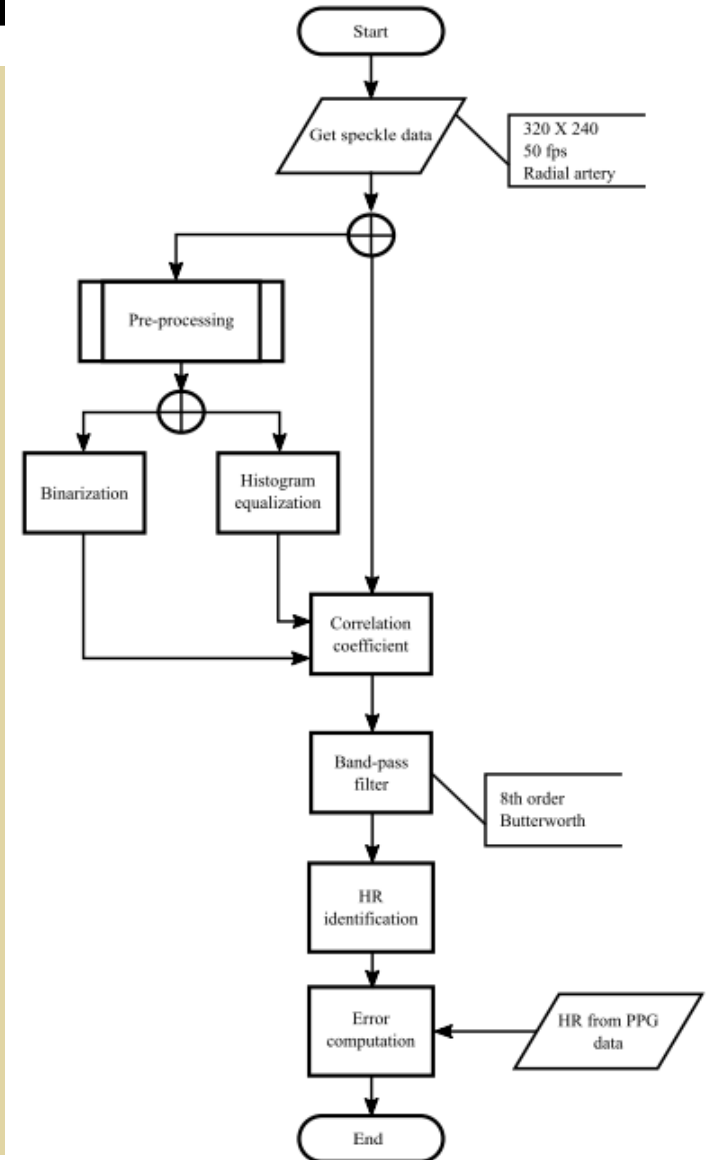 Start
Get speckle data
320 X 240
50 fps
Radial artery
Pre-processing
Binarization
Histogram
equalization
Correlation
coefficient
Band-pass
filter
8th order
Butterworth
HR
identification
Error
computation
HR from PPG
data
End